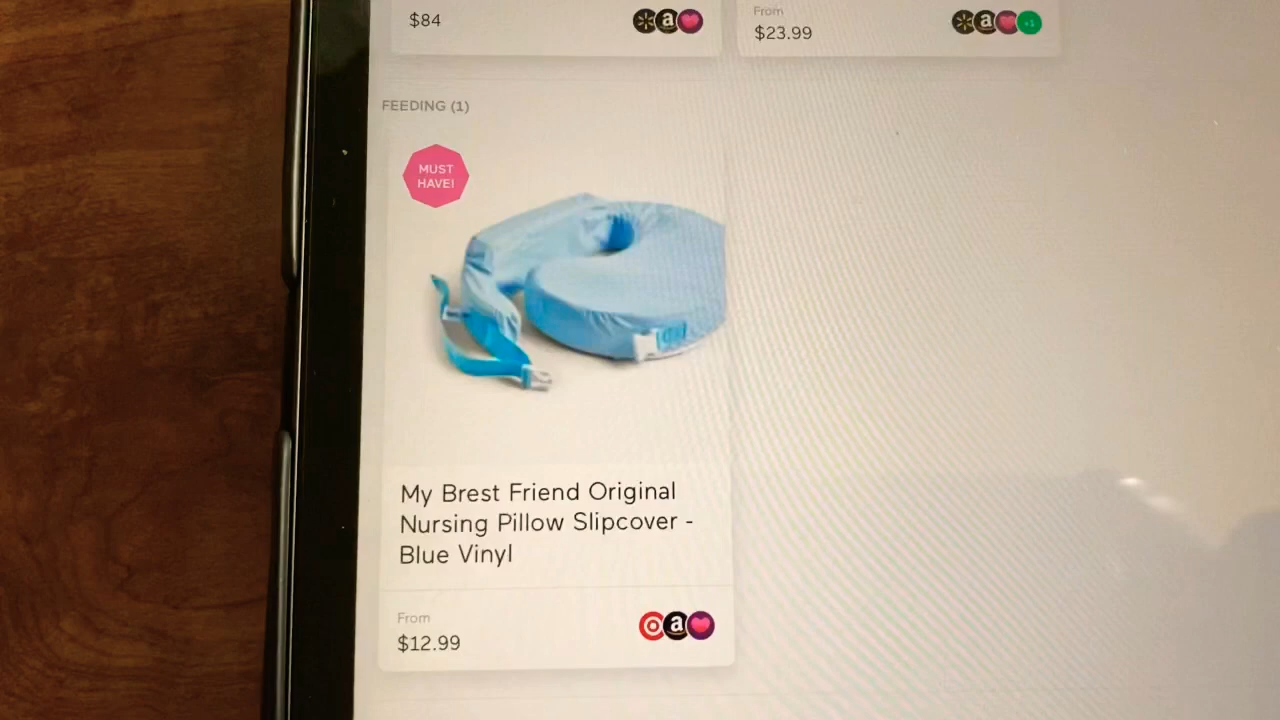 $84
a
From
$23.99
a
+1
FEEDING (1)
MUST
HAVE!
My Brest Friend Original
Nursing Pillow Slipcover -
Blue Vinyl
From
$12.99
a